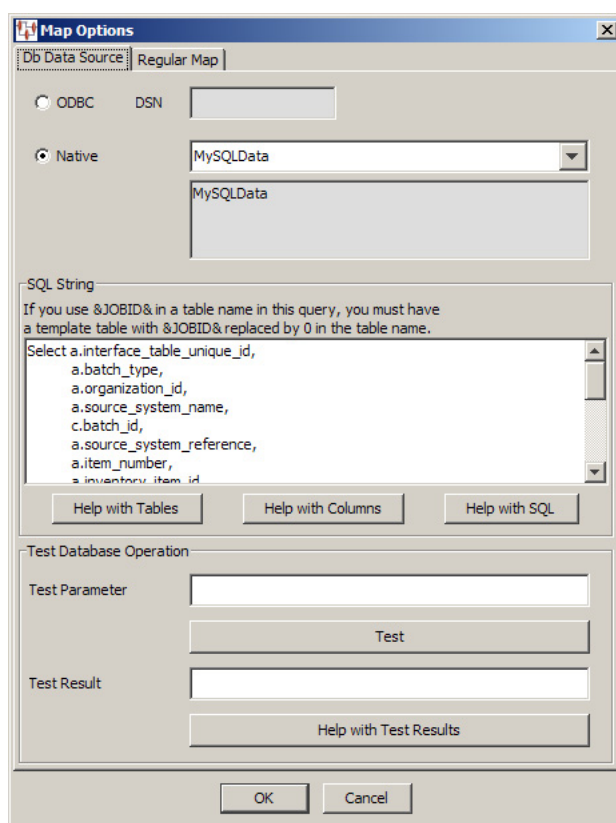 Map Options
Db Data Source Regular Map
ODBC DSN
Native MySQLData
MySQLData
SQL String
If you use &JOBID& in a table name in this query, you must have
a template table with &JOBID& replaced by 0 in the table name.
Select a.interface_table_unique_id,
a.batch_type,
a.organization_id,
a.source_system_name,
c.batch_id,
a.source_system_reference,
a.item_number,
a.inventory_item_id
Help with Tables Help with Columns Help with SQL
Test Database Operation
Test Parameter
Test
Test Result
Help with Test Results
OK Cancel